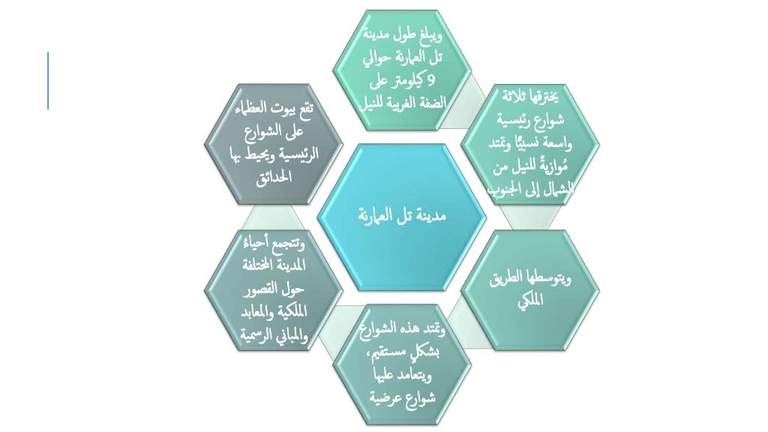 مدينة تل العمارنة
ويبلغ طول مدينة
تل العمارنة حوالي
9 كيلومتر على
الضفة الغربية للنيل
يخترقها ثلاثة
شوارع رئيسية
واسعة نسبيًّا وتمتد
مُوازيةً للنيل من
الشمال إلى الجنوب
ويتوسطها الطريق
الملكي
وتمتد هذه الشوارع
بشكلٍ مستقيم،
ويتعامد عليها
شوارع عرضية
وتتجمع أحياءُ
المدينة المختلفة
حول القصور
الملكية والمعابد
والمباني الرسمية
تقع بيوت العظماء
على الشوارع
الرئيسية ويحيط بها
الحدائق